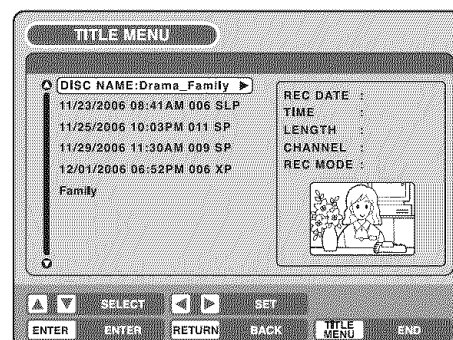 TITLE MENU
DISC NAME:Drama_Family ▶
11/23/2006 08:41AM 006 SLP
11/25/2006 10:03PM 011 SP
11/29/2006 11:30AM 009 SP
12/01/2006 06:52PM 006 XP
Family
REC DATE :
TIME :
LENGTH :
CHANNEL :
REC MODE :
SELECT SET
ENTER ENTER RETURN BACK TITLE MENU END